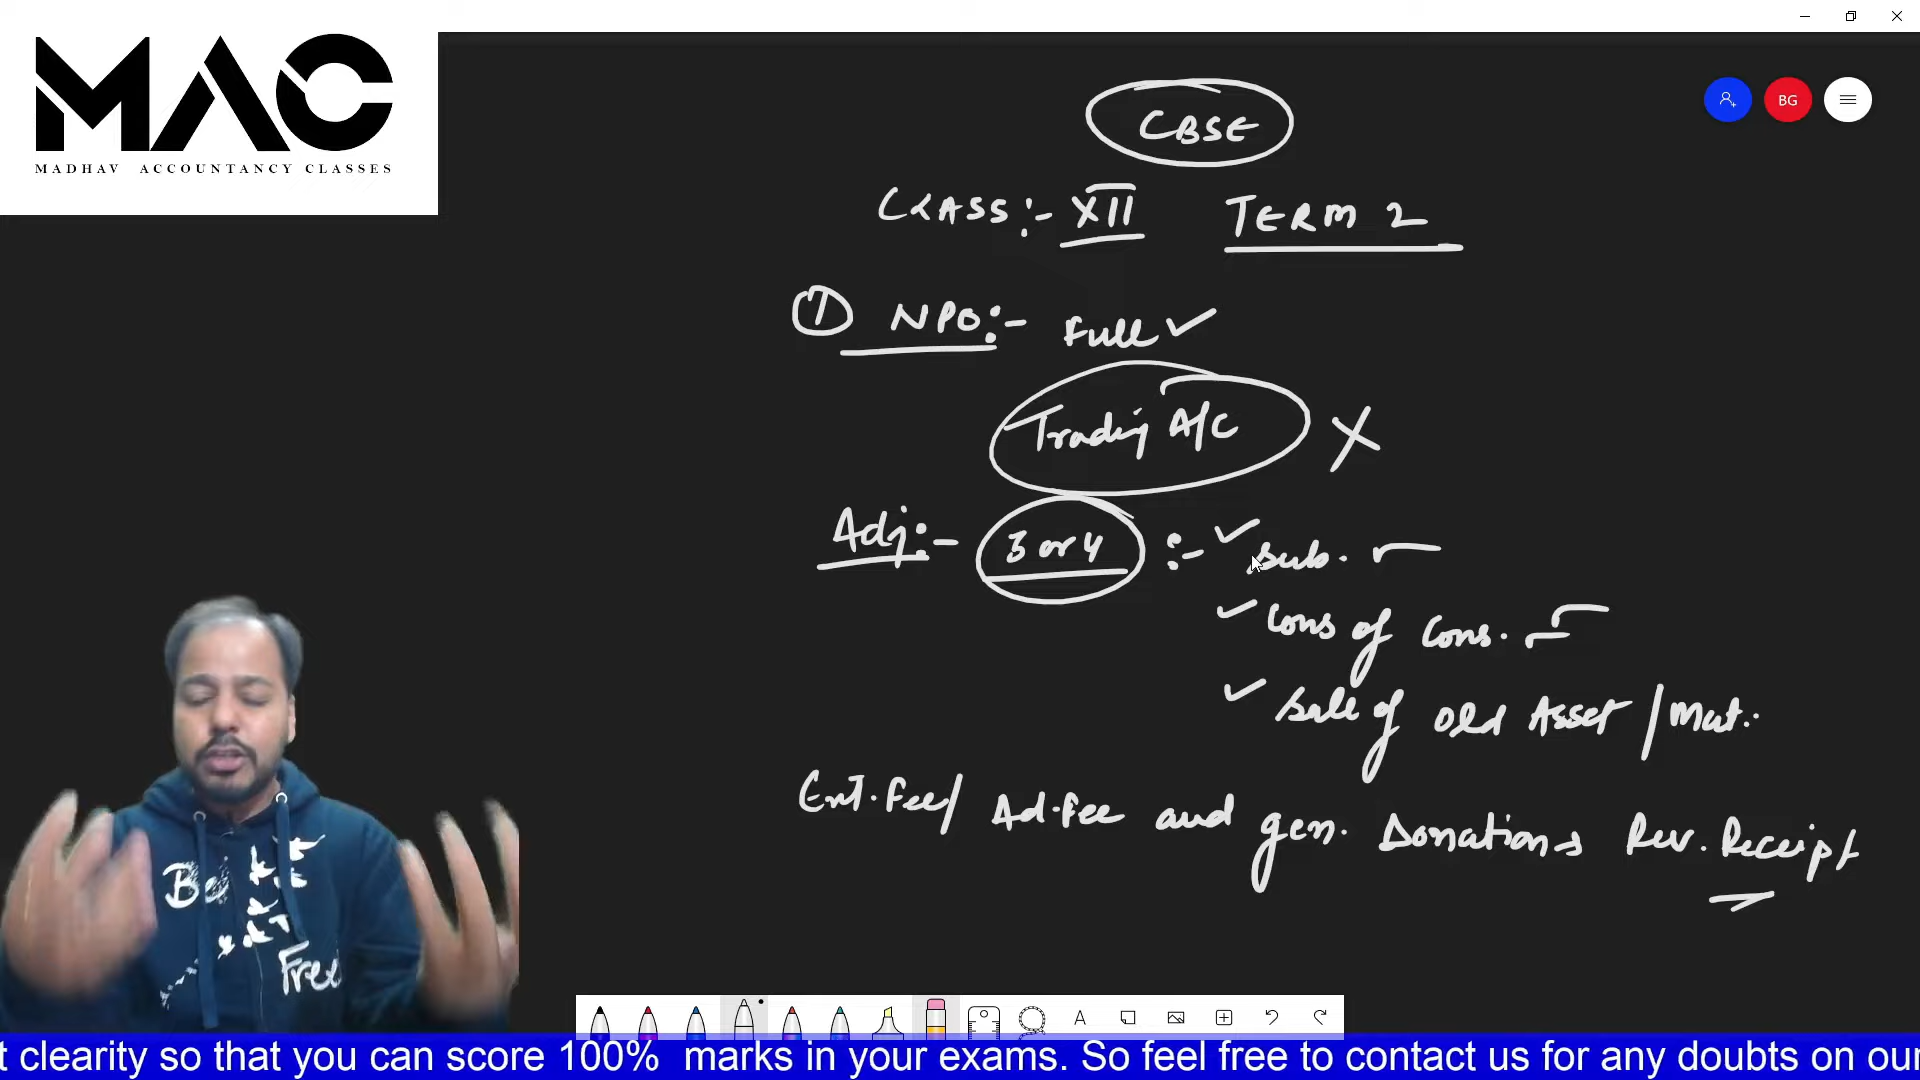 MAC
MADHAV ACCOUNTANCY CLASSES
BG
CBSE
CLASS:- XII TERM 2
① NPO:- Full ✓
Trading A/C X
Adj:- 3 or 4 :- ✓ Sub.
✓ Cons of Cons.
✓ Sale of Old Asset / Mat..
Ent. Fee/ Ad. Fee and gen. Donations Rev. Receipt
Be
Free
A
t clearity so that you can score 100% marks in your exams. So feel free to contact us for any doubts on our